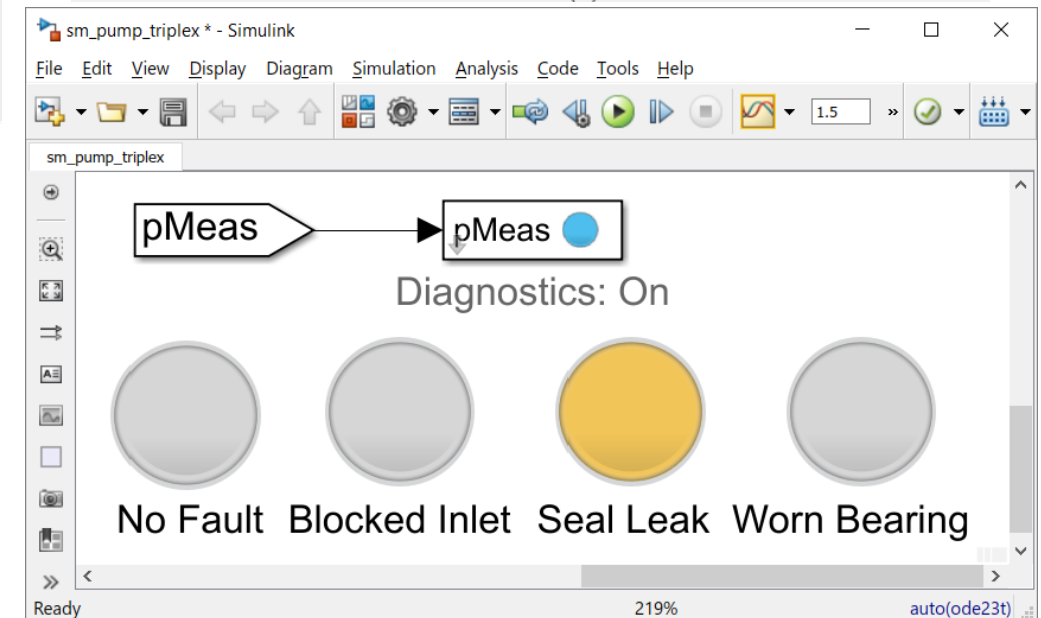 sm_pump_triplex * - Simulink
File Edit View Display Diagram Simulation Analysis Code Tools Help
1.5 »
sm_pump_triplex
pMeas
pMeas
Diagnostics: On
No Fault Blocked Inlet Seal Leak Worn Bearing
Ready 219% auto(ode23t)